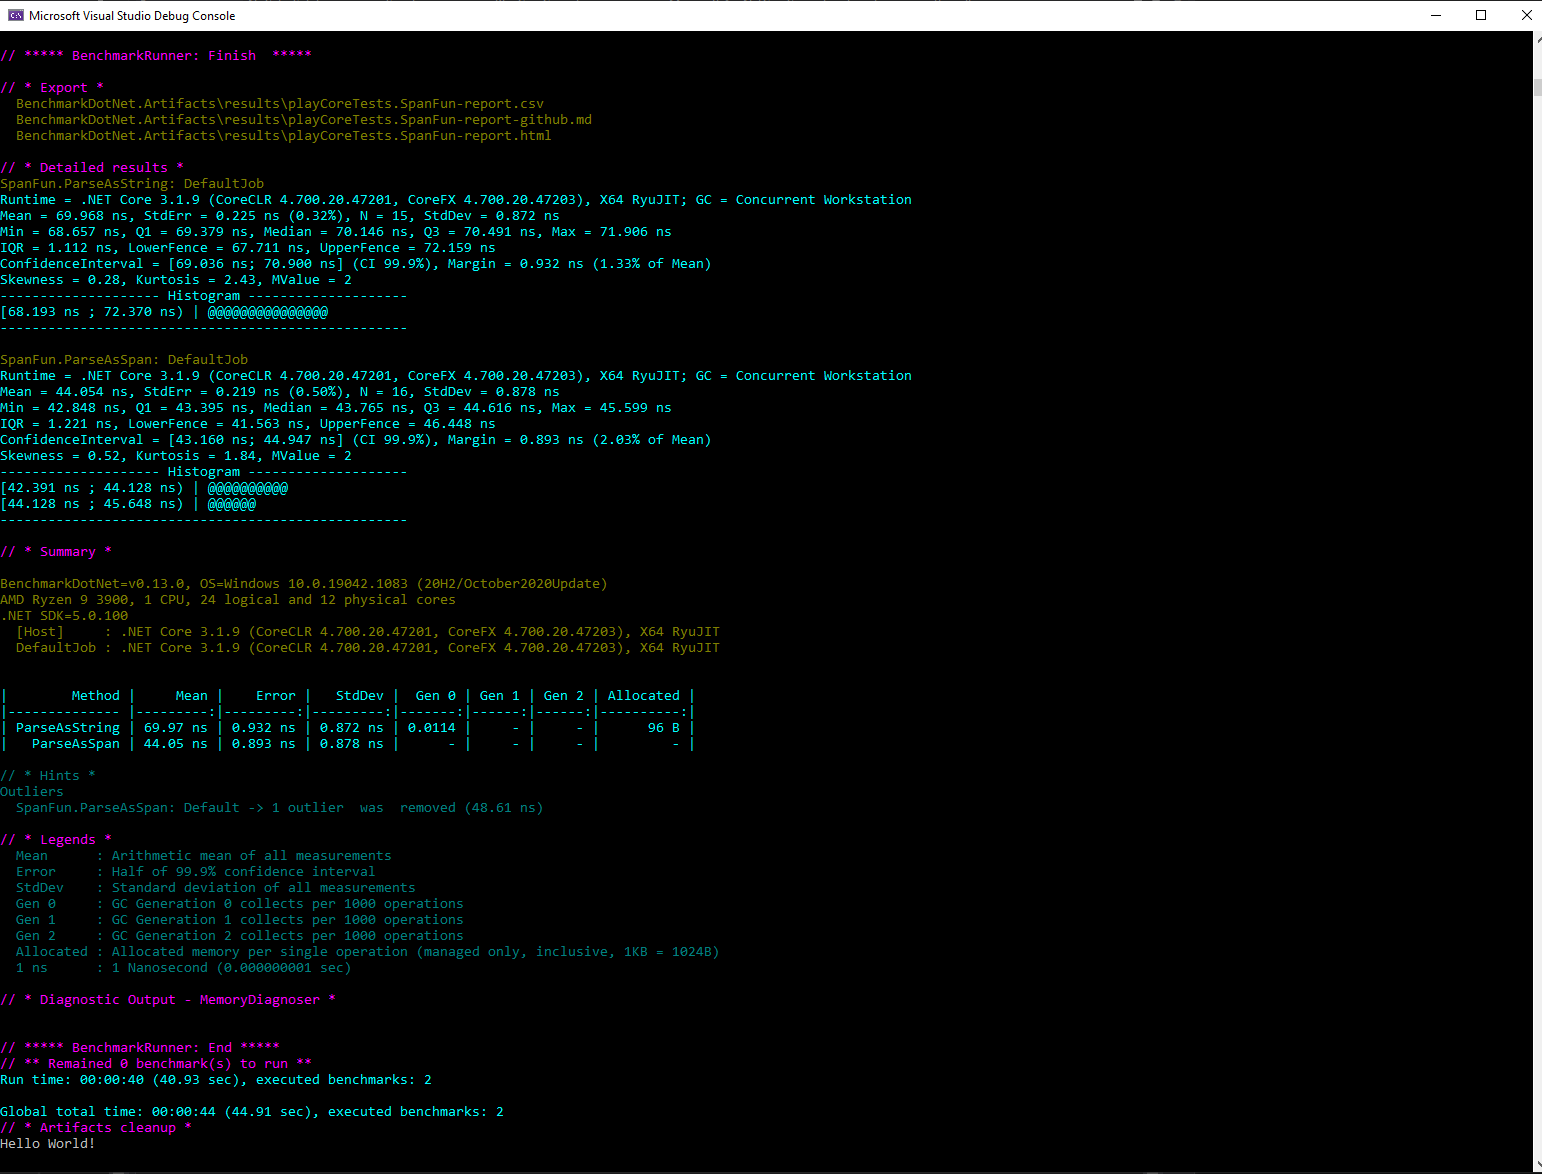 Microsoft Visual Studio Debug Console
// ***** BenchmarkRunner: Finish  *****
// * Export *
  BenchmarkDotNet.Artifacts\results\playCoreTests.SpanFun-report.csv
  BenchmarkDotNet.Artifacts\results\playCoreTests.SpanFun-report-github.md
  BenchmarkDotNet.Artifacts\results\playCoreTests.SpanFun-report.html
// * Detailed results *
SpanFun.ParseAsString: DefaultJob
Runtime = .NET Core 3.1.9 (CoreCLR 4.700.20.47201, CoreFX 4.700.20.47203), X64 RyuJIT; GC = Concurrent Workstation
Mean = 69.968 ns, StdErr = 0.225 ns (0.32%), N = 15, StdDev = 0.872 ns
Min = 68.657 ns, Q1 = 69.379 ns, Median = 70.146 ns, Q3 = 70.491 ns, Max = 71.906 ns
IQR = 1.112 ns, LowerFence = 67.711 ns, UpperFence = 72.159 ns
ConfidenceInterval = [69.036 ns; 70.900 ns] (CI 99.9%), Margin = 0.932 ns (1.33% of Mean)
Skewness = 0.28, Kurtosis = 2.43, MValue = 2
-------------------- Histogram --------------------
[68.193 ns ; 72.370 ns) | @@@@@@@@@@@@@@@
---------------------------------------------------
SpanFun.ParseAsSpan: DefaultJob
Runtime = .NET Core 3.1.9 (CoreCLR 4.700.20.47201, CoreFX 4.700.20.47203), X64 RyuJIT; GC = Concurrent Workstation
Mean = 44.054 ns, StdErr = 0.219 ns (0.50%), N = 16, StdDev = 0.878 ns
Min = 42.848 ns, Q1 = 43.395 ns, Median = 43.765 ns, Q3 = 44.616 ns, Max = 45.599 ns
IQR = 1.221 ns, LowerFence = 41.563 ns, UpperFence = 46.448 ns
ConfidenceInterval = [43.160 ns; 44.947 ns] (CI 99.9%), Margin = 0.893 ns (2.03% of Mean)
Skewness = 0.52, Kurtosis = 1.84, MValue = 2
-------------------- Histogram --------------------
[42.391 ns ; 44.128 ns) | @@@@@@@@@@
[44.128 ns ; 45.648 ns) | @@@@@@
---------------------------------------------------
// * Summary *
BenchmarkDotNet=v0.13.0, OS=Windows 10.0.19042.1083 (20H2/October2020Update)
AMD Ryzen 9 3900, 1 CPU, 24 logical and 12 physical cores
.NET SDK=5.0.100
  [Host]     : .NET Core 3.1.9 (CoreCLR 4.700.20.47201, CoreFX 4.700.20.47203), X64 RyuJIT
  DefaultJob : .NET Core 3.1.9 (CoreCLR 4.700.20.47201, CoreFX 4.700.20.47203), X64 RyuJIT
|        Method |     Mean |    Error |   StdDev |  Gen 0 | Gen 1 | Gen 2 | Allocated |
|-------------- |---------:|---------:|---------:|-------:|------:|------:|----------:|
| ParseAsString | 69.97 ns | 0.932 ns | 0.872 ns | 0.0114 |     - |     - |      96 B |
|   ParseAsSpan | 44.05 ns | 0.893 ns | 0.878 ns |      - |     - |     - |         - |
// * Hints *
Outliers
  SpanFun.ParseAsSpan: Default -> 1 outlier  was  removed (48.61 ns)
// * Legends *
  Mean      : Arithmetic mean of all measurements
  Error     : Half of 99.9% confidence interval
  StdDev    : Standard deviation of all measurements
  Gen 0     : GC Generation 0 collects per 1000 operations
  Gen 1     : GC Generation 1 collects per 1000 operations
  Gen 2     : GC Generation 2 collects per 1000 operations
  Allocated : Allocated memory per single operation (managed only, inclusive, 1KB = 1024B)
  1 ns      : 1 Nanosecond (0.000000001 sec)
// * Diagnostic Output - MemoryDiagnoser *
// ***** BenchmarkRunner: End *****
// ** Remained 0 benchmark(s) to run **
Run time: 00:00:40 (40.93 sec), executed benchmarks: 2
Global total time: 00:00:44 (44.91 sec), executed benchmarks: 2
// * Artifacts cleanup *
Hello World!